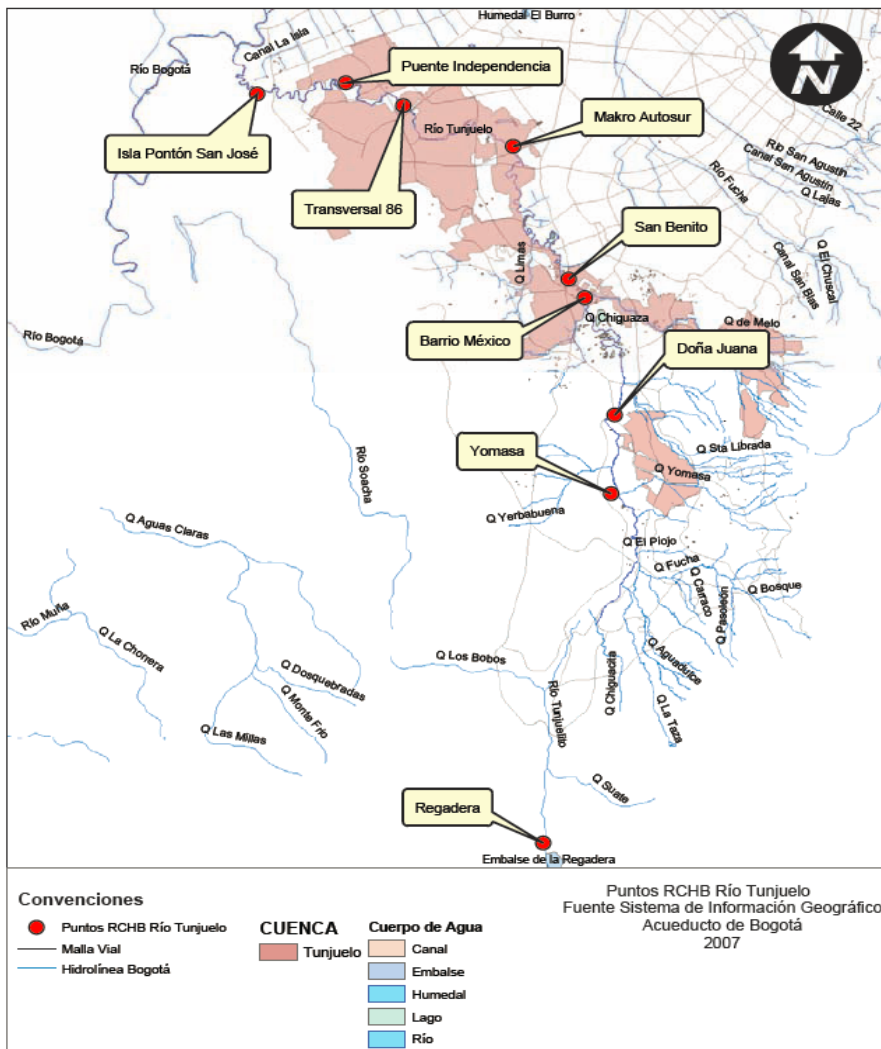 Humedal El Burro
Canal La Isla
Río Bogotá
Puente Independencia
N
Makro Autosur
Calle 22
Isla Pontón San José
Río Tunjuelo
Río San Agustín
Canal San Agustín
Q Lajas
Río Fucha
Transversal 86
San Benito
Q Limas
Q El Chuscal
Canal San Blas
Barrio México
Q Chiguaza
Q de Melo
Río Bogotá
Doña Juana
Yomasa
Q Sta Librada
Q Yomasa
Río Soacha
Q Yerbabuena
Q Aguas Claras
Q El Piojo
Q Fucha
Q Carraco
Q Pasoleón
Q Bosque
Río Muña
Q La Chorrera
Q Los Bobos
Q Aguadulce
Q Chiguacita
Q Dosquebradas
Río Tunjuelito
Q Monte Frio
Q La Taza
Q Las Millas
Q Suate
Regadera
Embalse de la Regadera
Convenciones
Puntos RCHB Río Tunjuelo
Malla Vial
Hidrolínea Bogotá
CUENCA
Tunjuelo
Cuerpo de Agua
Canal
Embalse
Humedal
Lago
Río
Puntos RCHB Río Tunjuelo
Fuente Sistema de Información Geográfico
Acueducto de Bogotá
2007